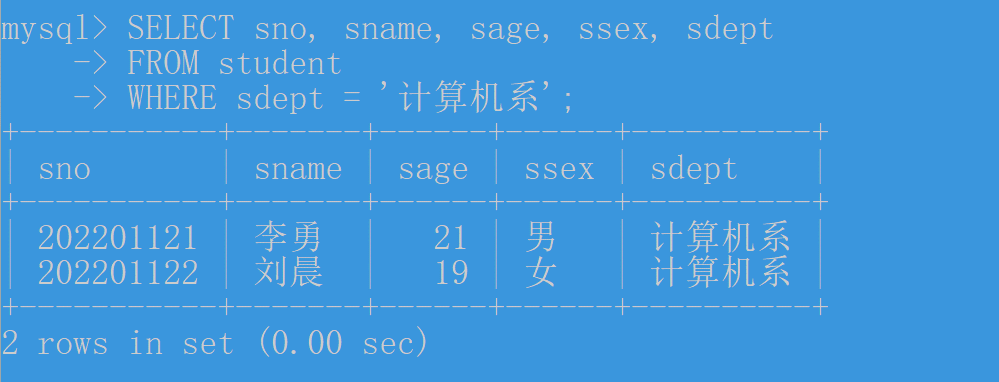 mysql> SELECT sno, sname, sage, ssex, sdept
    -> FROM student
    -> WHERE sdept = '计算机系';
+-----------+-------+------+------+----------+
| sno       | sname | sage | ssex | sdept    |
+-----------+-------+------+------+----------+
| 202201121 | 李勇  |   21 | 男   | 计算机系 |
| 202201122 | 刘晨  |   19 | 女   | 计算机系 |
+-----------+-------+------+------+----------+
2 rows in set (0.00 sec)